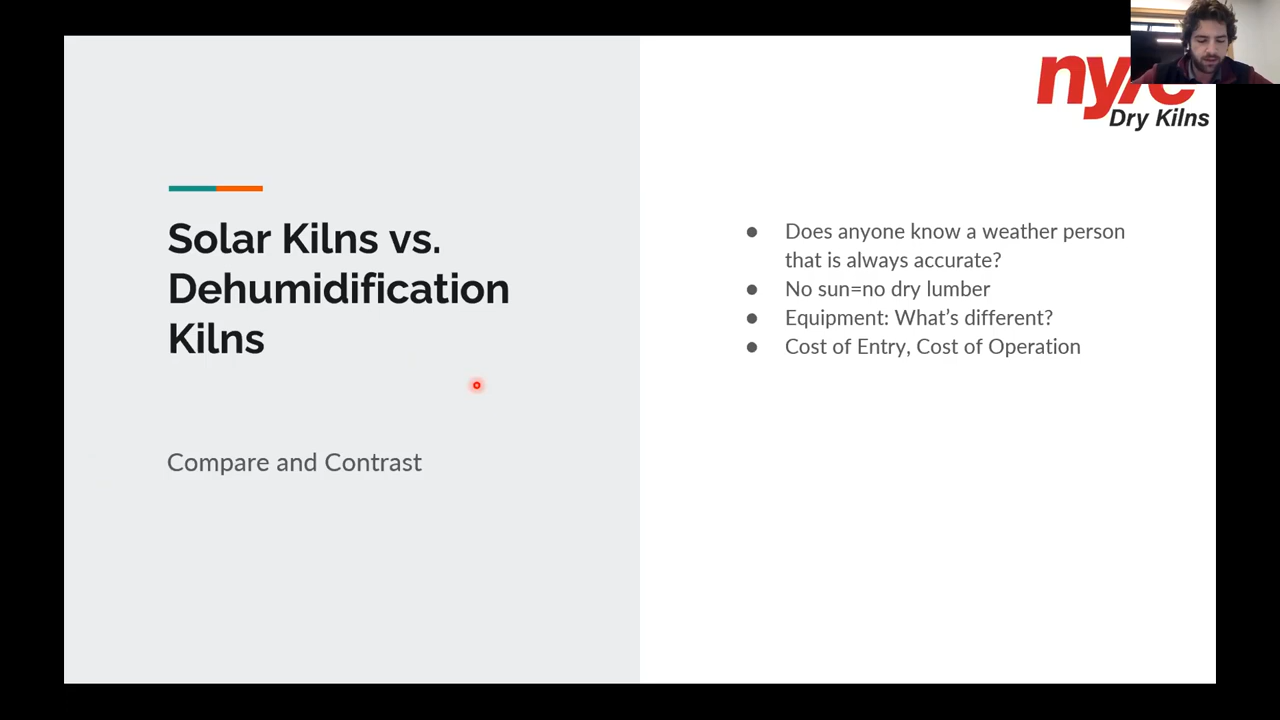 Solar Kilns vs.
Dehumidification
Kilns
Compare and Contrast
Dry Kilns
● Does anyone know a weather person
that is always accurate?
● No sun=no dry lumber
● Equipment: What's different?
● Cost of Entry, Cost of Operation